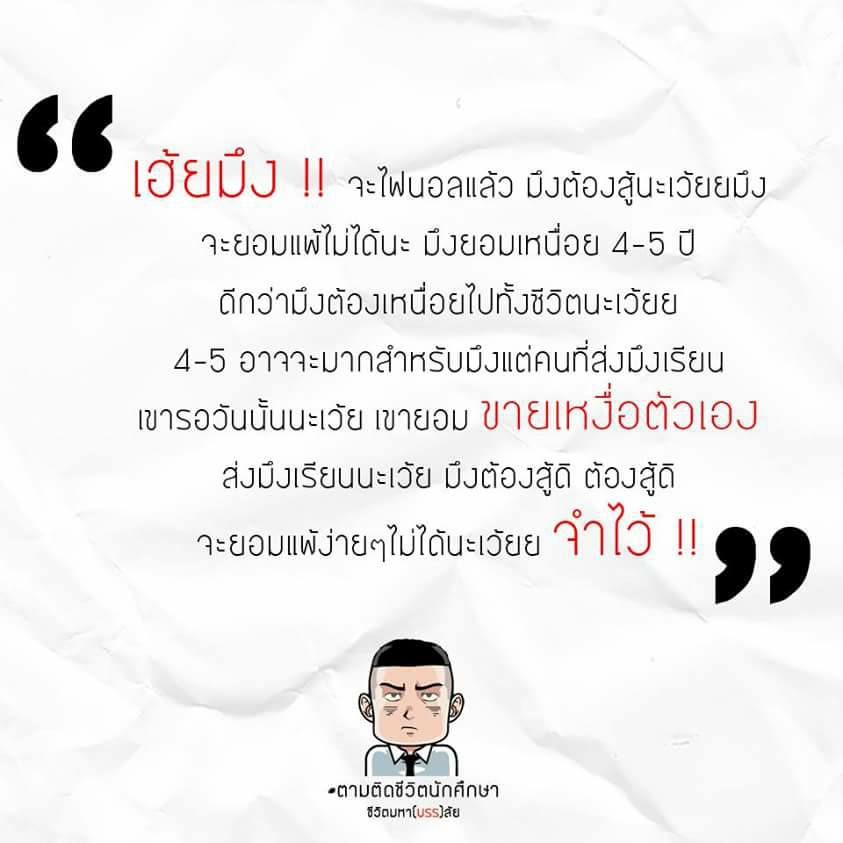 “
เฮ้ยมึง !! จะไฟนอลแล้ว มึงต้องสู้นะเว้ยยมึง
จะยอมแพ้ไม่ได้นะ มึงยอมเหนื่อย 4-5 ปี
ดีกว่ามึงต้องเหนื่อยไปทั้งชีวิตนะเว้ยย
4-5 อาจจะมากสำหรับมึงแต่คนที่ส่งมึงเรียน
เขารอวันนั้นนะเว้ย เขายอม ขายเหงื่อตัวเอง
ส่งมึงเรียนนะเว้ย มึงต้องสู้ดิ ต้องสู้ดิ
จะยอมแพ้ง่ายๆไม่ได้นะเว้ยย จำไว้ !!
”
#ตามติดชีวิตนักศึกษา
ชีวิตมหา(บรร)ลัย